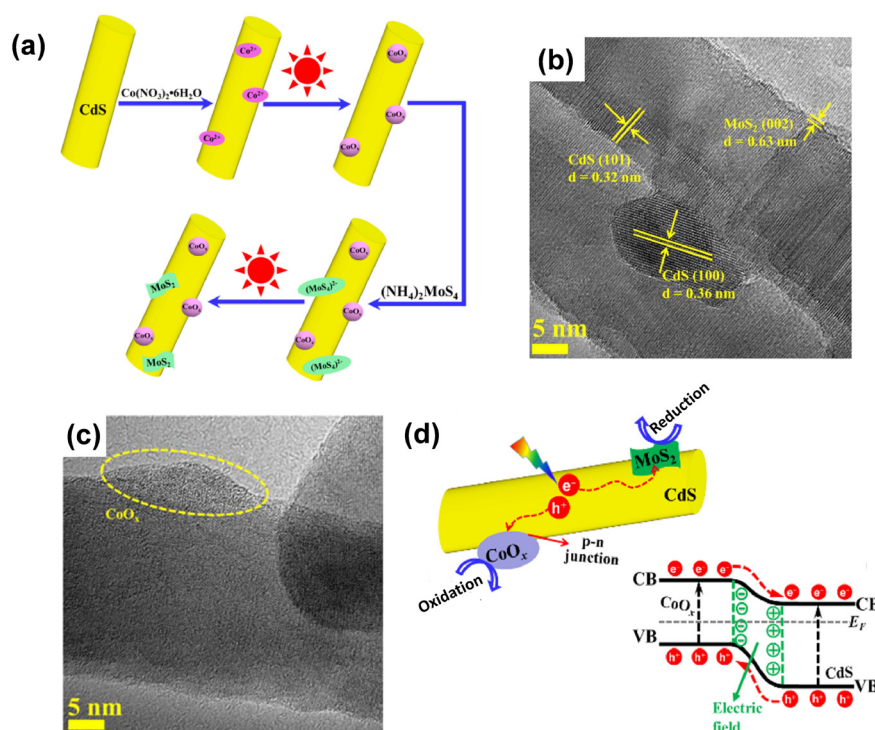 (a)
CdS
Co(NO₃)₂•6H₂O
Co²⁺
Co²⁺
Co²⁺
CoOₓ
CoOₓ
CoOₓ
(NH₄)₂MoS₄
CoOₓ
(MoS₄)²⁻
CoOₓ
CoOₓ
(MoS₄)²⁻
CoOₓ
MoS₂
CoOₓ
CoOₓ
MoS₂
(b)
CdS (101)
d = 0.32 nm
MoS₂ (002)
d = 0.63 nm
CdS (100)
d = 0.36 nm
5 nm
(c)
CoOₓ
5 nm
(d)
Reduction
MoS₂
e⁻
CdS
h⁺
CoOₓ
p-n
junction
Oxidation
e⁻ e⁻ e⁻
CB
CoOₓ
e⁻ e⁻ e⁻
CB
E_F
VB
h⁺ h⁺ h⁺
CdS
VB
h⁺ h⁺ h⁺
Electric
field